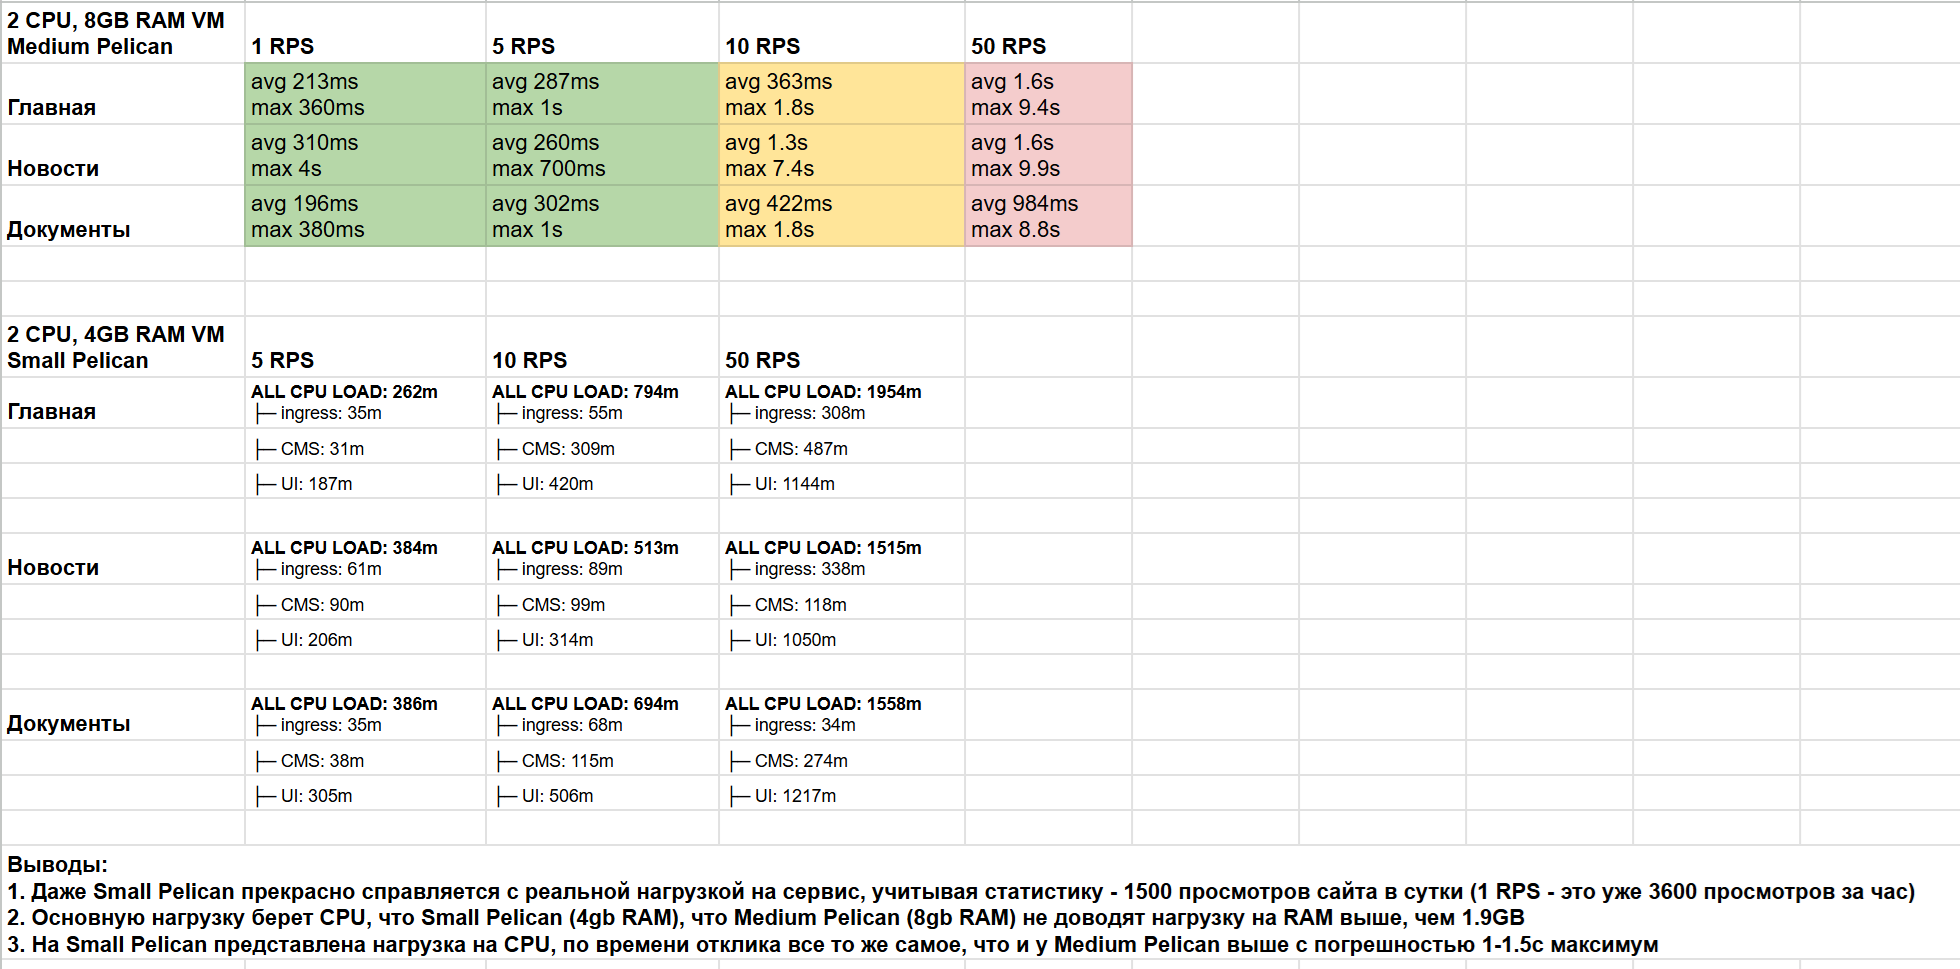 2 CPU, 8GB RAM VM
Medium Pelican 1 RPS 5 RPS 10 RPS 50 RPS
avg 213ms avg 287ms avg 363ms avg 1.6s
Главная max 360ms max 1s max 1.8s max 9.4s
avg 310ms avg 260ms avg 1.3s avg 1.6s
Новости max 4s max 700ms max 7.4s max 9.9s
avg 196ms avg 302ms avg 422ms avg 984ms
Документы max 380ms max 1s max 1.8s max 8.8s
2 CPU, 4GB RAM VM
Small Pelican 5 RPS 10 RPS 50 RPS
ALL CPU LOAD: 262m ALL CPU LOAD: 794m ALL CPU LOAD: 1954m
Главная ├─ ingress: 35m ├─ ingress: 55m ├─ ingress: 308m
├─ CMS: 31m ├─ CMS: 309m ├─ CMS: 487m
├─ UI: 187m ├─ UI: 420m ├─ UI: 1144m
ALL CPU LOAD: 384m ALL CPU LOAD: 513m ALL CPU LOAD: 1515m
Новости ├─ ingress: 61m ├─ ingress: 89m ├─ ingress: 338m
├─ CMS: 90m ├─ CMS: 99m ├─ CMS: 118m
├─ UI: 206m ├─ UI: 314m ├─ UI: 1050m
ALL CPU LOAD: 386m ALL CPU LOAD: 694m ALL CPU LOAD: 1558m
Документы ├─ ingress: 35m ├─ ingress: 68m ├─ ingress: 34m
├─ CMS: 38m ├─ CMS: 115m ├─ CMS: 274m
├─ UI: 305m ├─ UI: 506m ├─ UI: 1217m
Выводы:
1. Даже Small Pelican прекрасно справляется с реальной нагрузкой на сервис, учитывая статистику - 1500 просмотров сайта в сутки (1 RPS - это уже 3600 просмотров за час)
2. Основную нагрузку берет CPU, что Small Pelican (4gb RAM), что Medium Pelican (8gb RAM) не доводят нагрузку на RAM выше, чем 1.9GB
3. На Small Pelican представлена нагрузка на CPU, по времени отклика все то же самое, что и у Medium Pelican выше с погрешностью 1-1.5с максимум